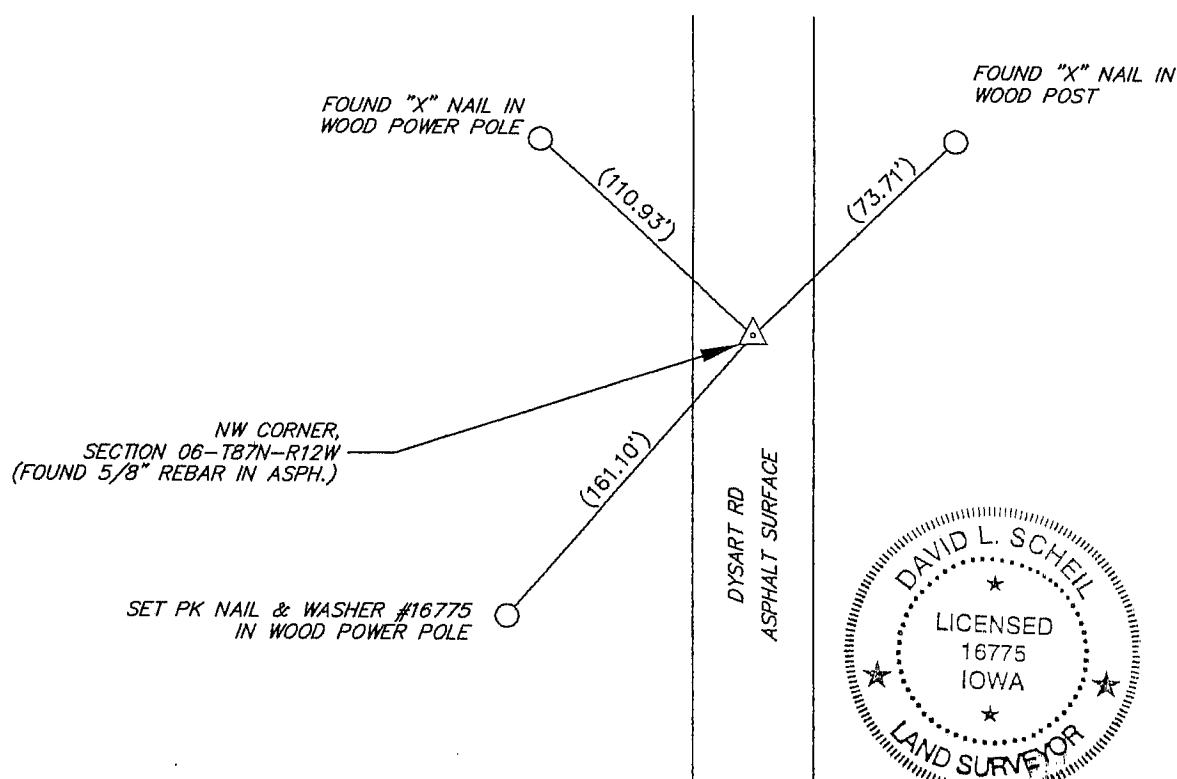 FOUND "X" NAIL IN
WOOD POWER POLE
FOUND "X" NAIL IN
WOOD POST
(110.93')
(73.71')
NW CORNER,
SECTION 06-T87N-R12W
(FOUND 5/8" REBAR IN ASPH.)
(161.10')
SET PK NAIL & WASHER #16775
IN WOOD POWER POLE
DYSART RD
ASPHALT SURFACE
DAVID L. SCHEIL
LICENSED
16775
IOWA
LAND SURVEYOR